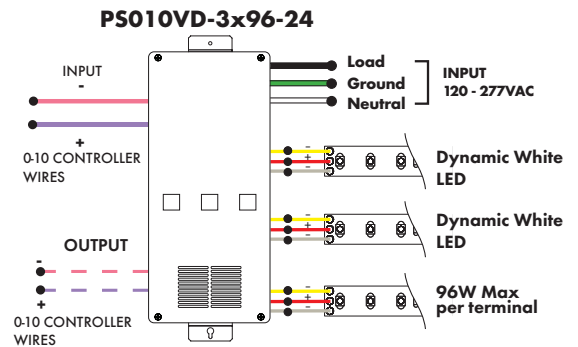 PS010VD-3x96-24
INPUT
-
+
0-10 CONTROLLER
WIRES
OUTPUT
-
+
0-10 CONTROLLER
WIRES
Load
Ground
Neutral
INPUT
120 - 277VAC
-
+
-
Dynamic White
LED
-
+
-
Dynamic White
LED
-
+
-
96W Max
per terminal